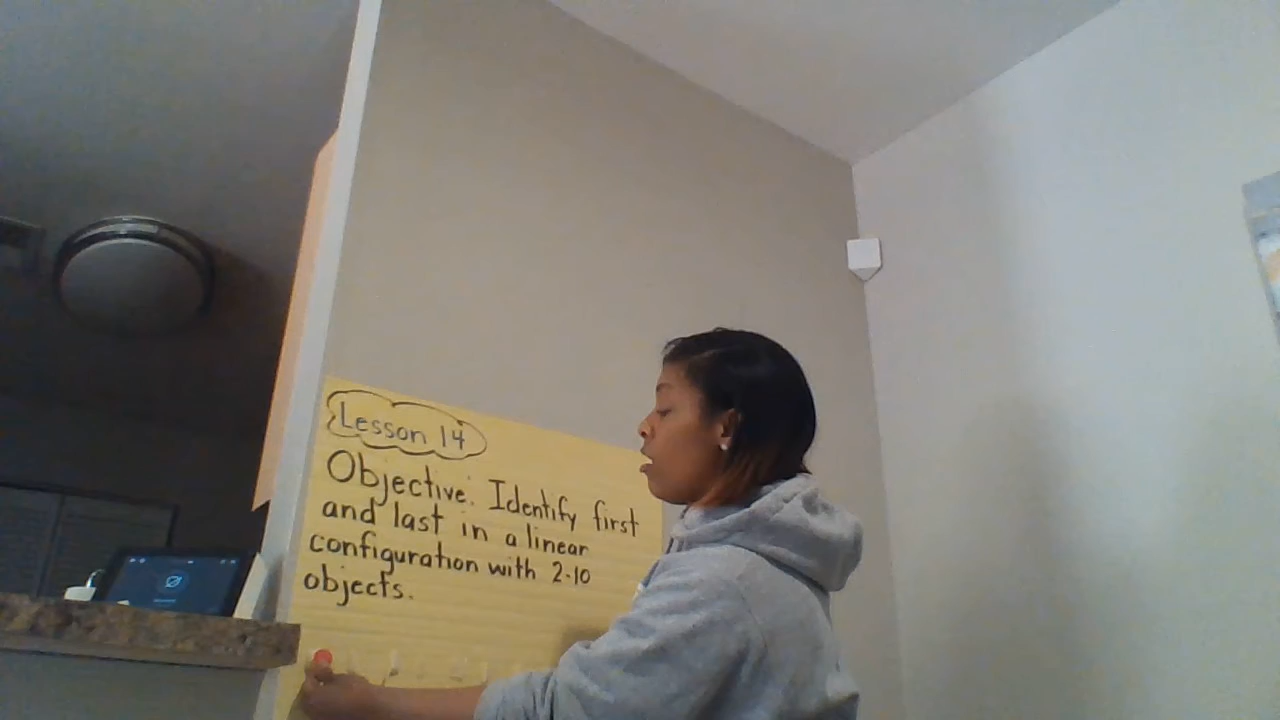 Lesson 14
Objective: Identify first
and last in a linear
configuration with 2-10
objects.